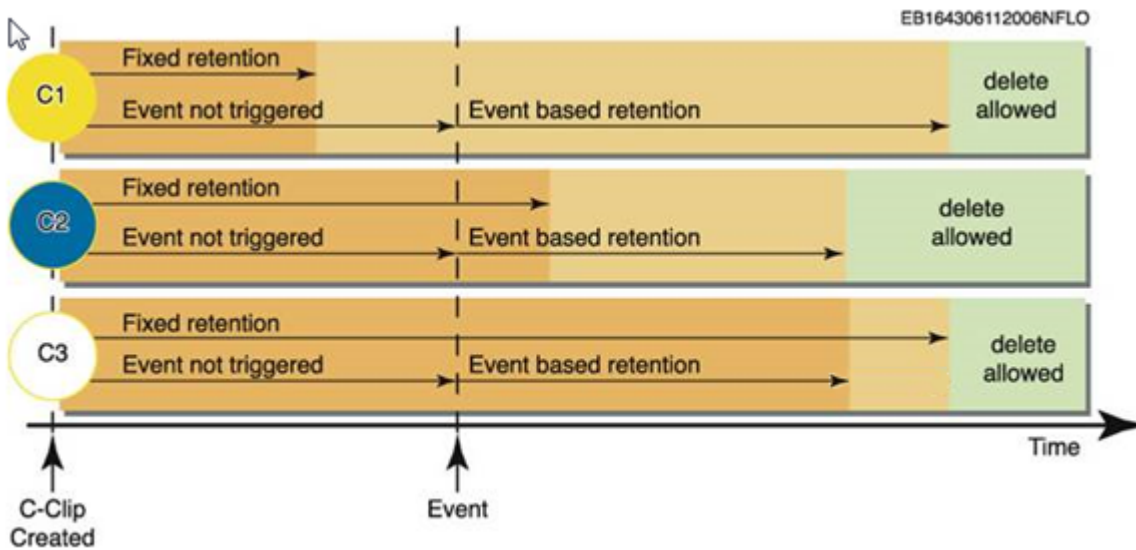 EB164306112006NFLO
C1
Fixed retention
Event not triggered
Event based retention
delete
allowed
C2
Fixed retention
Event not triggered
Event based retention
delete
allowed
C3
Fixed retention
Event not triggered
Event based retention
delete
allowed
Time
C-Clip
Created
Event